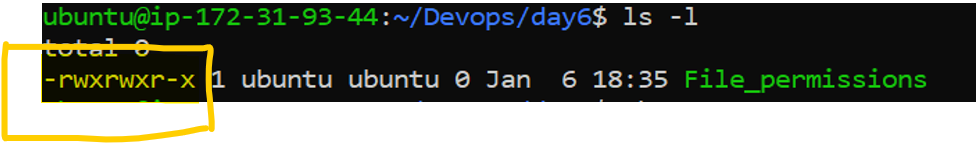 ubuntu@ip-172-31-93-44:~/Devops/day6$ ls -l
total 0
-rwxrwxr-x 1 ubuntu ubuntu 0 Jan  6 18:35 File_permissions